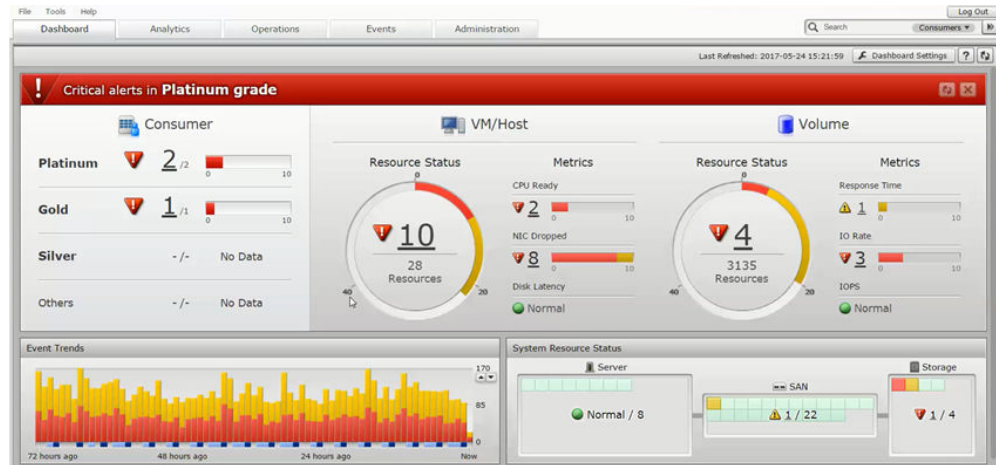 File Tools Help
Log Out
Dashboard Analytics Operations Events Administration
Search Consumers
Last Refreshed: 2017-05-24 15:21:59 Dashboard Settings ?
! Critical alerts in Platinum grade
Consumer
Platinum 2 /2
0 10
Gold 1 /1
0 10
Silver - /- No Data
Others - /- No Data
VM/Host
Resource Status
0
10
28
Resources
40 20
Metrics
CPU Ready
2
0 10
NIC Dropped
8
0 10
Disk Latency
Normal
Volume
Resource Status
0
4
3135
Resources
40 20
Metrics
Response Time
1
0 10
IO Rate
3
0 10
IOPS
Normal
Event Trends
170
85
0
72 hours ago 48 hours ago 24 hours ago Now
System Resource Status
Server
Normal / 8
SAN
1 / 22
Storage
1 / 4